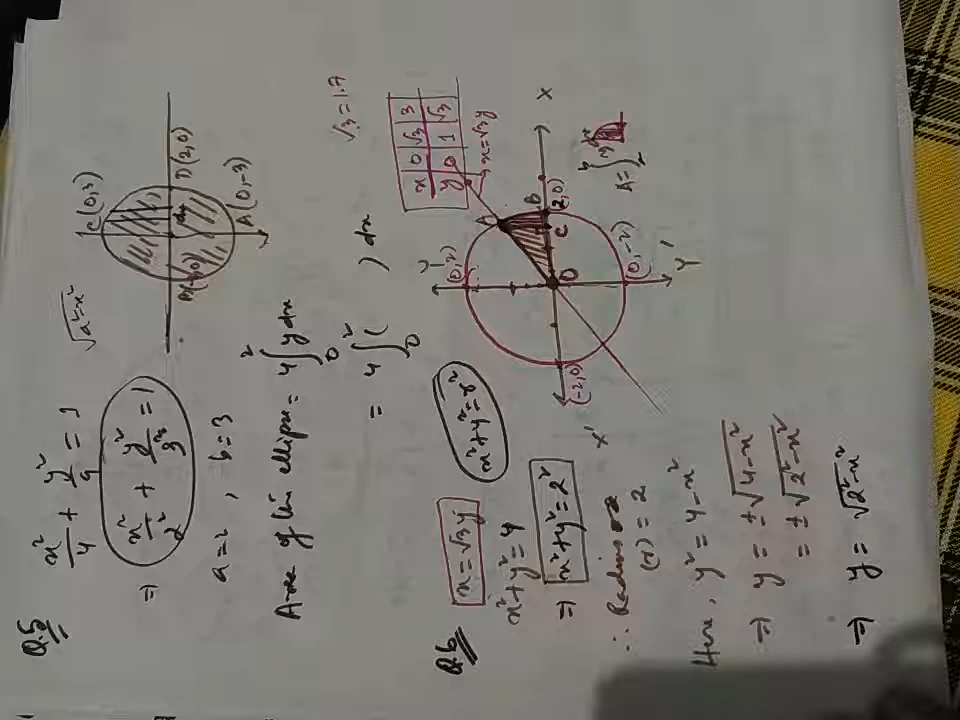 Q.5
x²/4 + y²/9 = 1
√a²-x²
⇒ x²/2² + y²/3² = 1
a=2, b=3
C(0,3)
D(2,0)
A(0,-3)
Area of the ellipse = 4∫₀² y dx
= 4∫₀² ( ) dx
√3 = 1.7
Q.6
x = √3y
x²+y²=4
⇒ x²+y²=2²
∴ Radius
(r) = 2
x²+y²=2²
x 0 √3 3
y 0 1 √3
x=√3y
Y
(0,2)
A
B
(2,0)
C
O
X
X'
(-2,0)
(0,-2)
Y'
Here, y² = 4-x²
⇒ y = ±√4-x²
= ±√2²-x²
⇒ y = √2²-x²